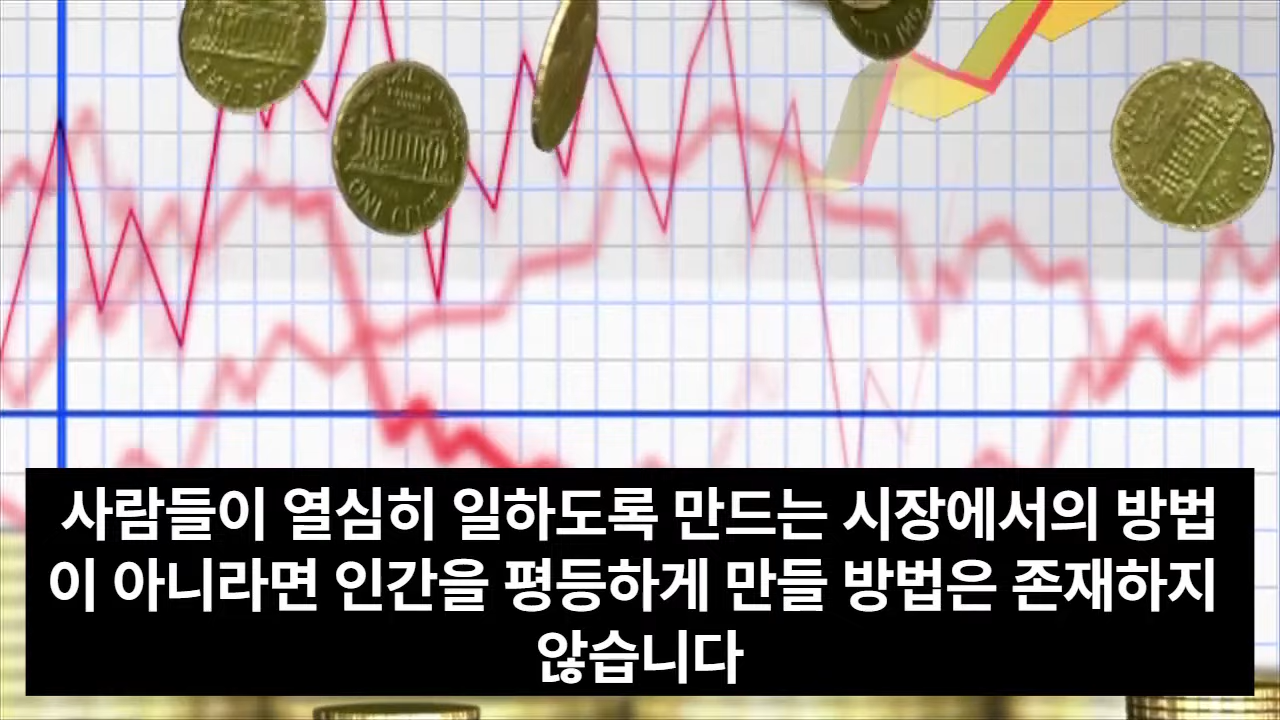 ONE CENT
사람들이 열심히 일하도록 만드는 시장에서의 방법
이 아니라면 인간을 평등하게 만들 방법은 존재하지
않습니다